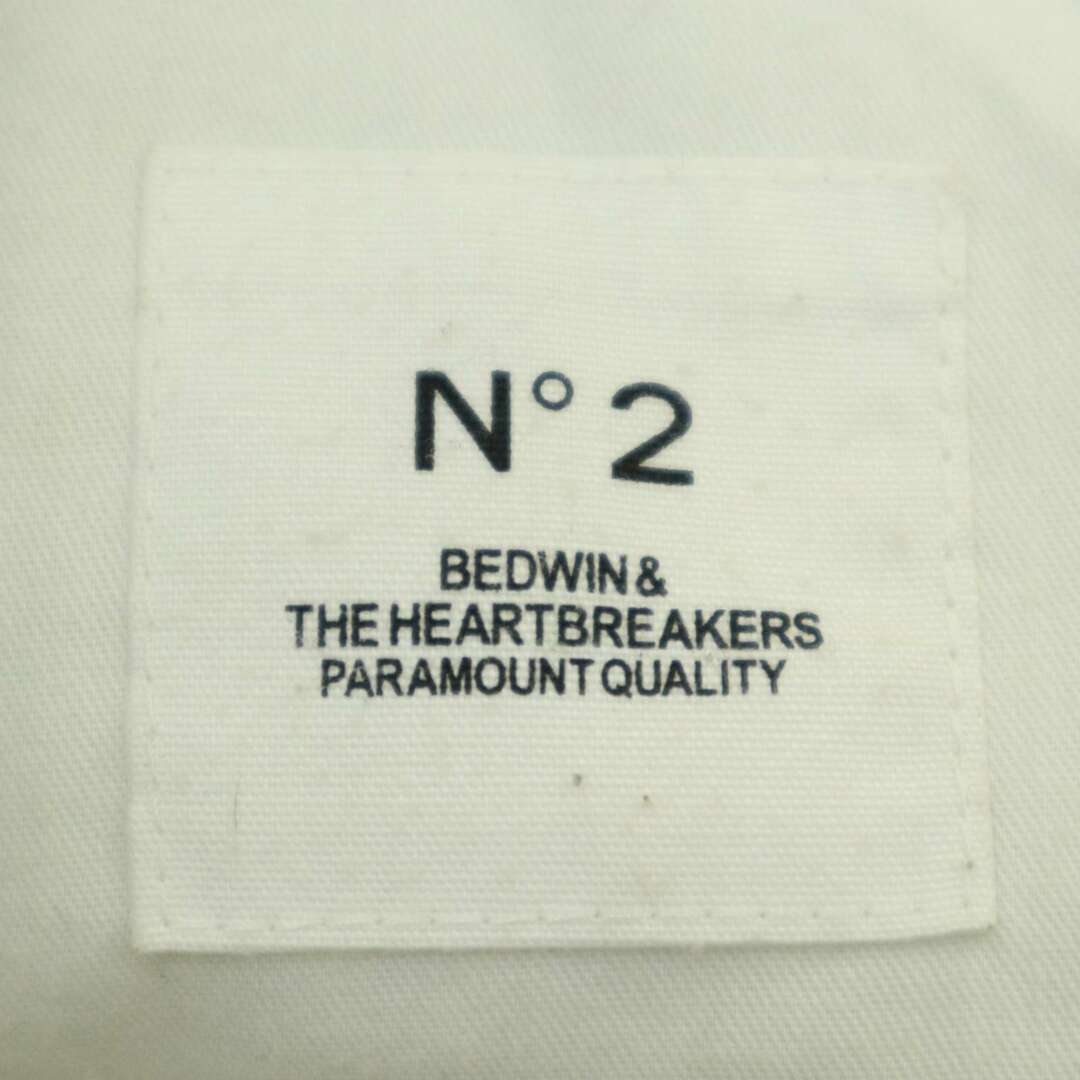 N° 2
BEDWIN &
THE HEARTBREAKERS
PARAMOUNT QUALITY